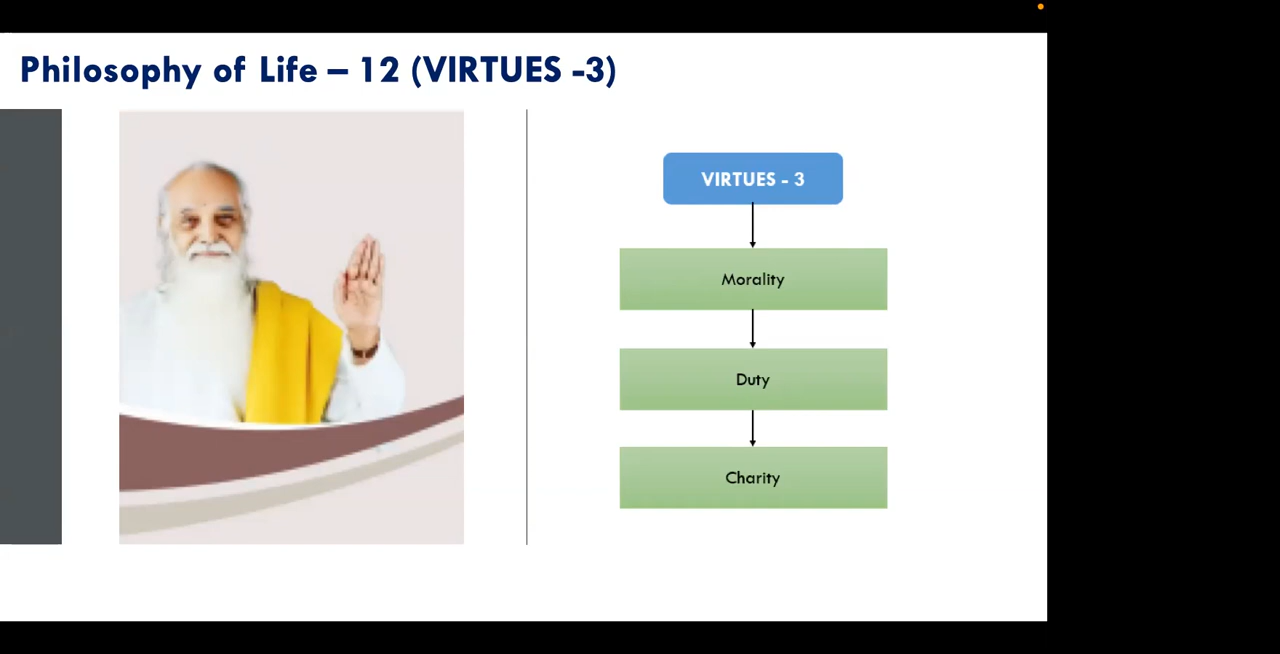 Philosophy of Life – 12 (VIRTUES -3)
VIRTUES - 3
Morality
Duty
Charity